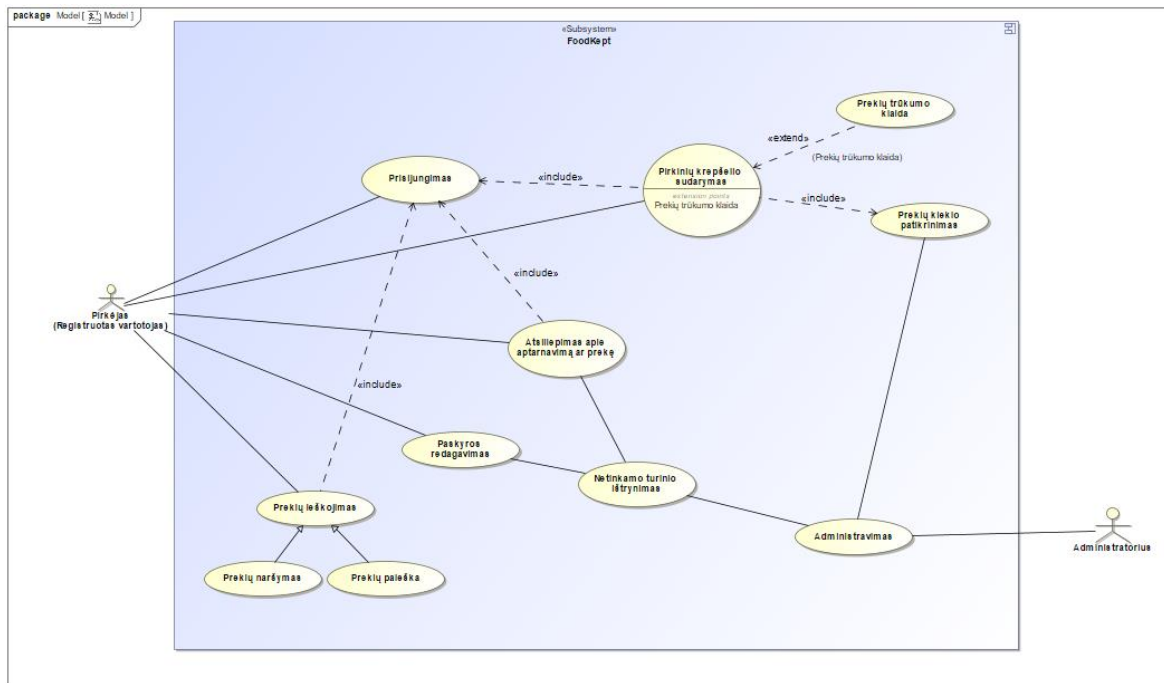 package Model [ Model ]
«Subsystem»
FoodKept
Prekių trūkumo
klaida
«extend»
(Prekių trūkumo klaida)
Pirkinių krepšelio
sudarymas
extension points
Prekių trūkumo klaida
Prisijungimas
«include»
«include»
Prekių kiekio
patikrinimas
«include»
Pirkėjas
(Registruotas vartotojas)
Atsiliepimas apie
aptarnavimą ar prekę
«include»
Paskyros
redagavimas
Netinkamo turinio
ištrynimas
Prekių ieškojimas
Administravimas
Administratorius
Prekių naršymas
Prekių paieška